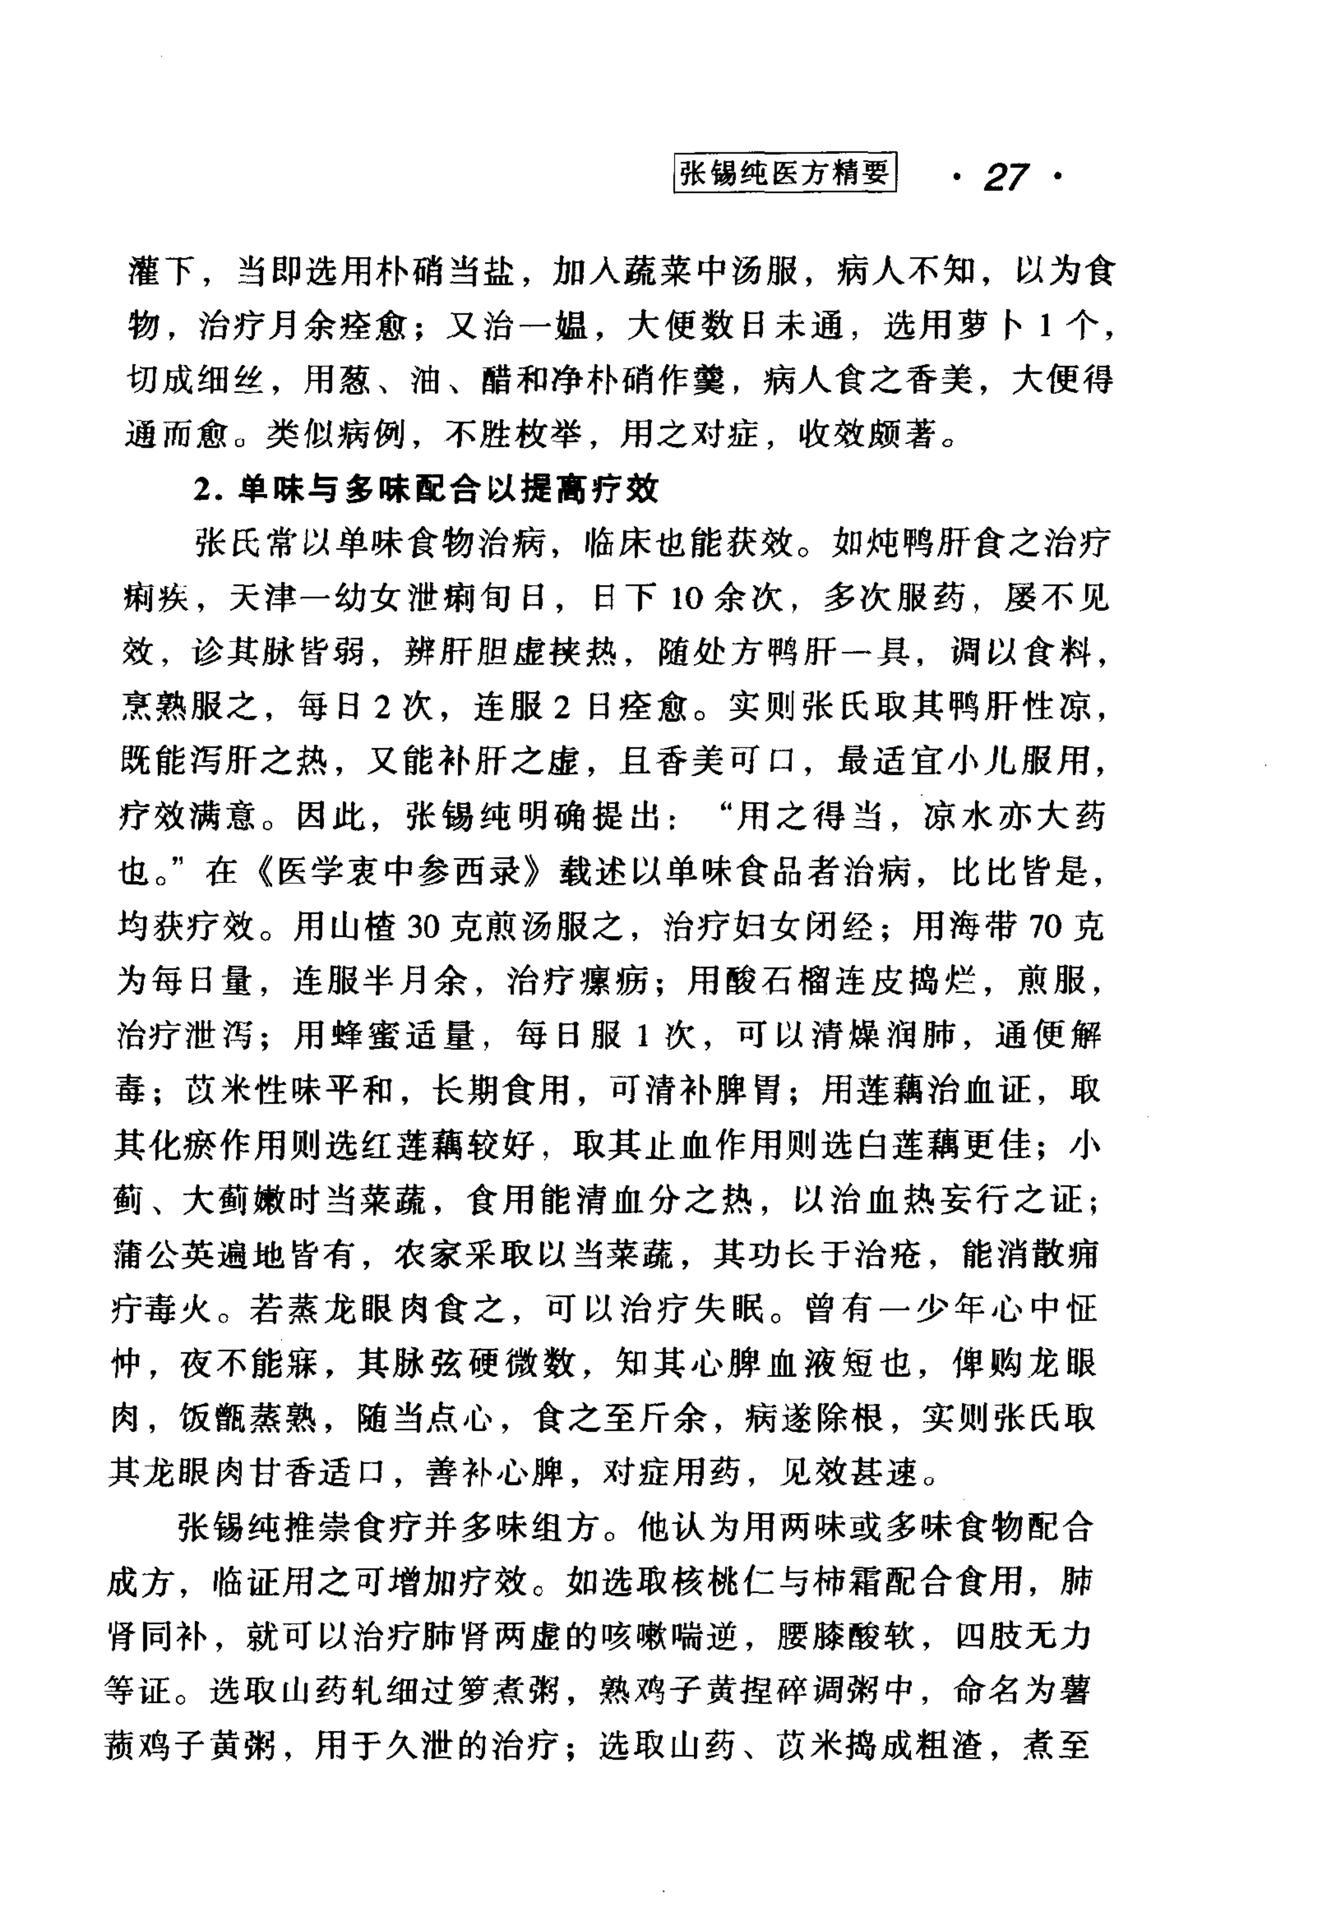 张锡纯医方精要 · 27 ·
灌下，当即选用朴硝当盐，加入蔬菜中汤服，病人不知，以为食
物，治疗月余痊愈；又治一媪，大便数日未通，选用萝卜1个，
切成细丝，用葱、油、醋和净朴硝作羹，病人食之香美，大便得
通而愈。类似病例，不胜枚举，用之对症，收效颇著。
2. 单味与多味配合以提高疗效
张氏常以单味食物治病，临床也能获效。如炖鸭肝食之治疗
痢疾，天津一幼女泄痢旬日，日下10余次，多次服药，屡不见
效，诊其脉皆弱，辨肝胆虚挟热，随处方鸭肝一具，调以食料，
烹熟服之，每日2次，连服2日痊愈。实则张氏取其鸭肝性凉，
既能泻肝之热，又能补肝之虚，且香美可口，最适宜小儿服用，
疗效满意。因此，张锡纯明确提出：“用之得当，凉水亦大药
也。”在《医学衷中参西录》载述以单味食品者治病，比比皆是，
均获疗效。用山楂30克煎汤服之，治疗妇女闭经；用海带70克
为每日量，连服半月余，治疗瘰疬；用酸石榴连皮捣烂，煎服，
治疗泄泻；用蜂蜜适量，每日服1次，可以清燥润肺，通便解
毒；苡米性味平和，长期食用，可清补脾胃；用莲藕治血证，取
其化瘀作用则选红莲藕较好，取其止血作用则选白莲藕更佳；小
蓟、大蓟嫩时当菜蔬，食用能清血分之热，以治血热妄行之证；
蒲公英遍地皆有，农家采取以当菜蔬，其功长于治疮，能消散痈
疔毒火。若蒸龙眼肉食之，可以治疗失眠。曾有一少年心中怔
忡，夜不能寐，其脉弦硬微数，知其心脾血液短也，俾购龙眼
肉，饭甑蒸熟，随当点心，食之至斤余，病遂除根，实则张氏取
其龙眼肉甘香适口，善补心脾，对症用药，见效甚速。
张锡纯推崇食疗并多味组方。他认为用两味或多味食物配合
成方，临证用之可增加疗效。如选取核桃仁与柿霜配合食用，肺
肾同补，就可以治疗肺肾两虚的咳嗽喘逆，腰膝酸软，四肢无力
等证。选取山药轧细过箩煮粥，熟鸡子黄捏碎调粥中，命名为薯
蓣鸡子黄粥，用于久泄的治疗；选取山药、苡米捣成粗渣，煮至